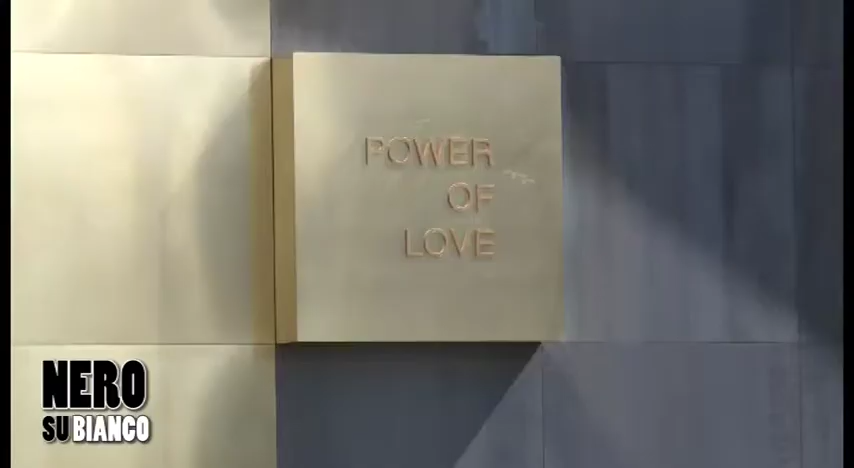 POWER
OF
LOVE
NERO
SU BIANCO